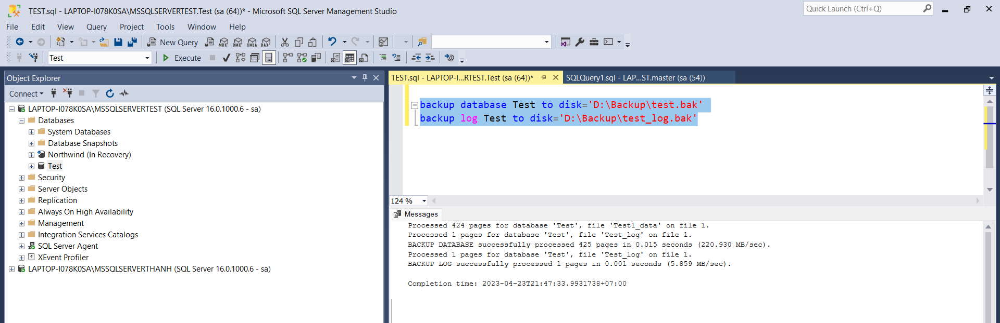 TEST.sql - LAPTOP-I078K0SA\MSSQLSERVERTEST.Test (sa (64))* - Microsoft SQL Server Management Studio
Quick Launch (Ctrl+Q)
File Edit View Query Project Tools Window Help
New Query MDX DMX XMLA DAX
Test Execute
Object Explorer
Connect
LAPTOP-I078K0SA\MSSQLSERVERTEST (SQL Server 16.0.1000.6 - sa)
Databases
System Databases
Database Snapshots
Northwind (In Recovery)
Test
Security
Server Objects
Replication
Always On High Availability
Management
Integration Services Catalogs
SQL Server Agent
XEvent Profiler
LAPTOP-I078K0SA\MSSQLSERVERTHANH (SQL Server 16.0.1000.6 - sa)
TEST.sql - LAPTOP-I...RTEST.Test (sa (64))* SQLQuery1.sql - LAP...ST.master (sa (54))
backup database Test to disk='D:\Backup\test.bak'
backup log Test to disk='D:\Backup\test_log.bak'
124 %
Messages
Processed 424 pages for database 'Test', file 'Test1_data' on file 1.
Processed 1 pages for database 'Test', file 'Test_log' on file 1.
BACKUP DATABASE successfully processed 425 pages in 0.015 seconds (220.930 MB/sec).
Processed 1 pages for database 'Test', file 'Test_log' on file 1.
BACKUP LOG successfully processed 1 pages in 0.001 seconds (5.859 MB/sec).
Completion time: 2023-04-23T21:47:33.9931738+07:00